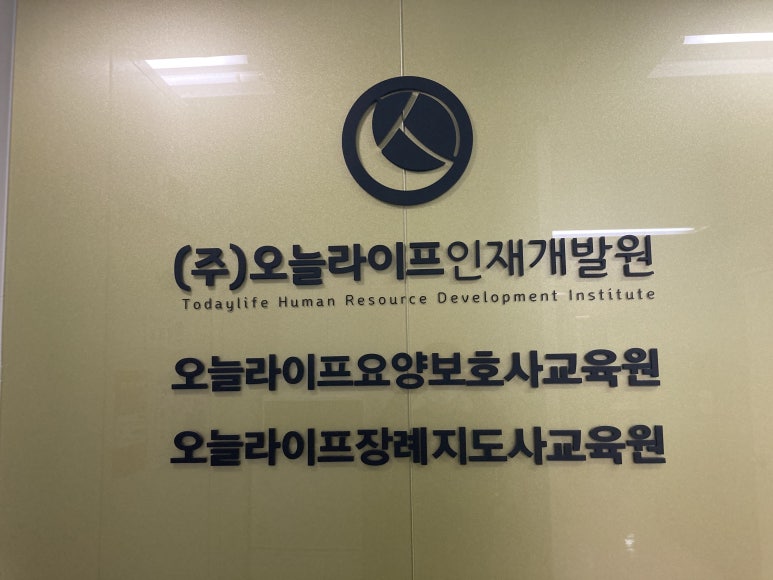 (주)오늘라이프인재개발원
Todaylife Human Resource Development Institute
오늘라이프요양보호사교육원
오늘라이프장례지도사교육원